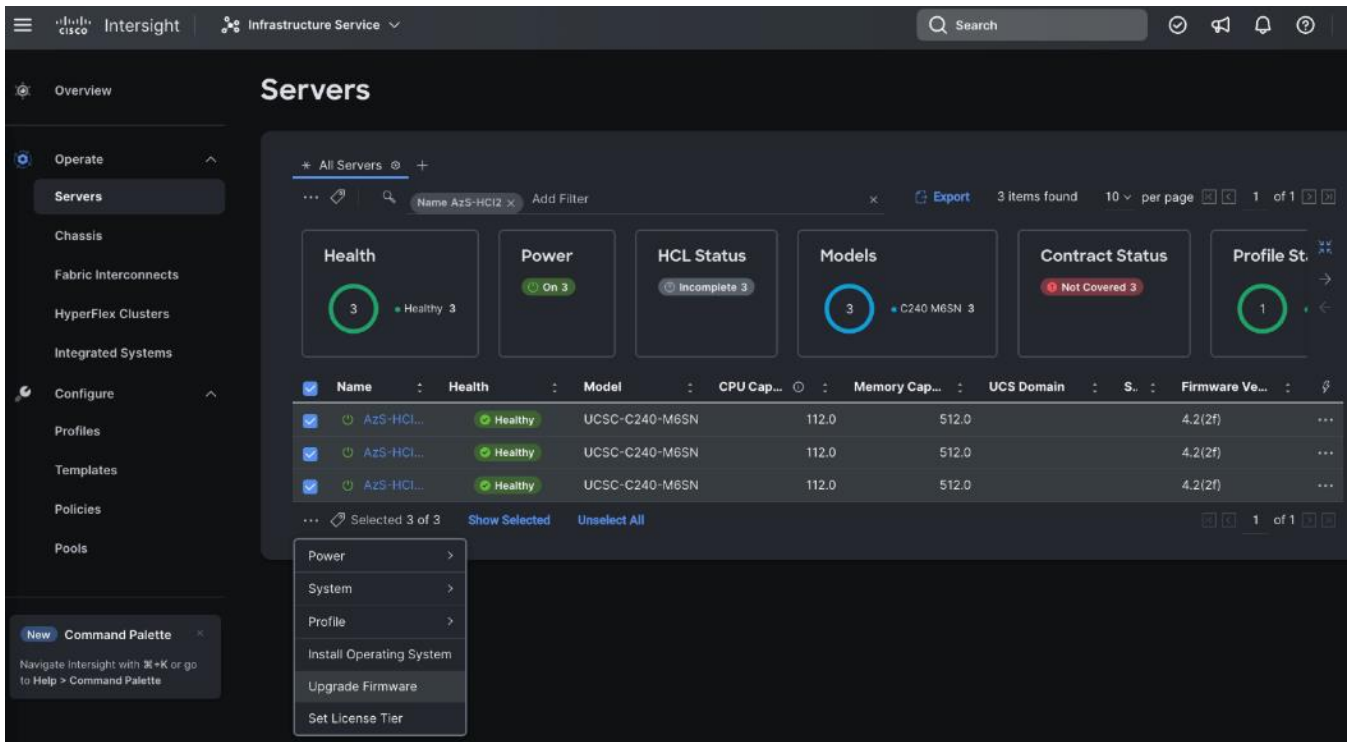 cisco Intersight Infrastructure Service Search
Overview
Servers
Operate
All Servers +
Servers
Name AzS-HCI2 × Add Filter × Export 3 items found 10 per page 1 of 1
Chassis
Fabric Interconnects
HyperFlex Clusters
Integrated Systems
Configure
Profiles
Templates
Policies
Pools
Health
3 Healthy 3
Power
On 3
HCL Status
Incomplete 3
Models
3 C240 M6SN 3
Contract Status
Not Covered 3
Profile St
1
Name Health Model CPU Cap... Memory Cap... UCS Domain S.. Firmware Ve...
AzS-HCI... Healthy UCSC-C240-M6SN 112.0 512.0 4.2(2f) ...
AzS-HCI... Healthy UCSC-C240-M6SN 112.0 512.0 4.2(2f) ...
AzS-HCI... Healthy UCSC-C240-M6SN 112.0 512.0 4.2(2f) ...
... Selected 3 of 3 Show Selected Unselect All 1 of 1
Power
System
Profile
Install Operating System
Upgrade Firmware
Set License Tier
New Command Palette ×
Navigate Intersight with ⌘+K or go
to Help > Command Palette